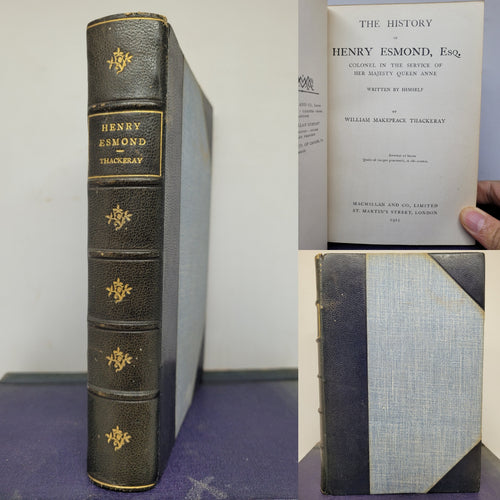 HENRY
ESMOND
THACKERAY
THE HISTORY
OF
HENRY ESMOND, Esq.
COLONEL IN THE SERVICE OF
HER MAJESTY QUEEN ANNE
WRITTEN BY HIMSELF
BY
WILLIAM MAKEPEACE THACKERAY
MACMILLAN AND CO, LIMITED
ST. MARTIN'S STREET, LONDON